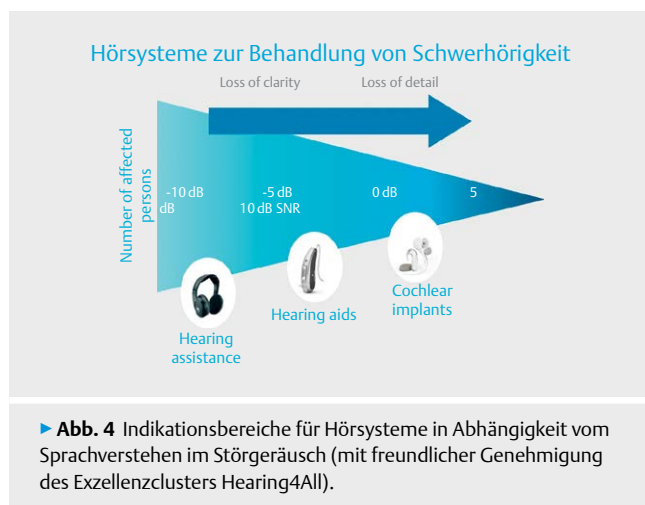 Hörsysteme zur Behandlung von Schwerhörigkeit
Loss of clarity
Loss of detail
Number of affected
persons
-10 dB
-5 dB
0 dB
5
dB
10 dB SNR
Hearing
assistance
Hearing aids
Cochlear
implants
▶ Abb. 4 Indikationsbereiche für Hörsysteme in Abhängigkeit vom
Sprachverstehen im Störgeräusch (mit freundlicher Genehmigung
des Exzellenzclusters Hearing4All).